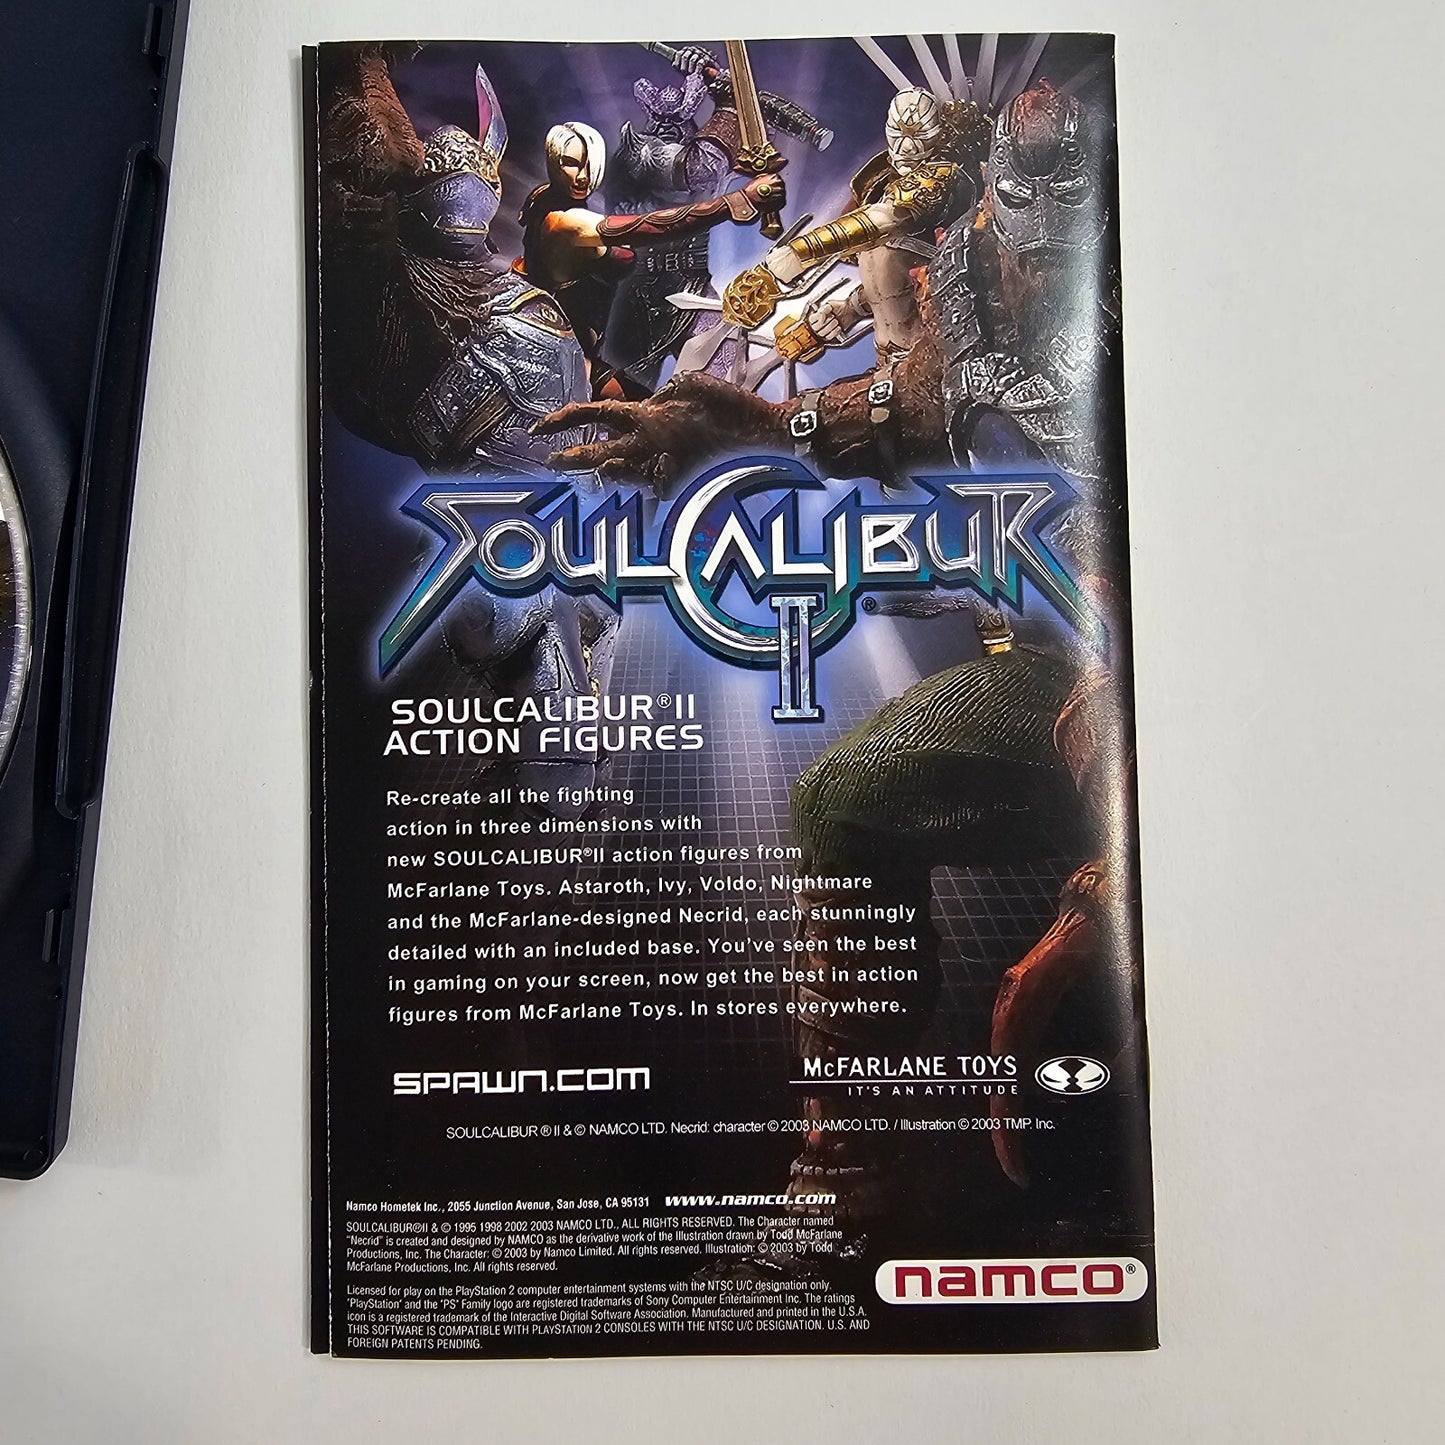 SOULCALIBUR
II ®
SOULCALIBUR®II
ACTION FIGURES
Re-create all the fighting
action in three dimensions with
new SOULCALIBUR®II action figures from
McFarlane Toys. Astaroth, Ivy, Voldo, Nightmare
and the McFarlane-designed Necrid, each stunningly
detailed with an included base. You've seen the best
in gaming on your screen, now get the best in action
figures from McFarlane Toys. In stores everywhere.
SPAWN.COM
McFARLANE TOYS
IT'S AN ATTITUDE
SOULCALIBUR ® II & © NAMCO LTD. Necrid: character © 2003 NAMCO LTD. / Illustration © 2003 TMP. Inc.
Namco Hometek Inc., 2055 Junction Avenue, San Jose, CA 95131 www.namco.com
SOULCALIBUR®II & © 1995 1998 2002 2003 NAMCO LTD., ALL RIGHTS RESERVED. The Character named
"Necrid" is created and designed by NAMCO as the derivative work of the Illustration drawn by Todd McFarlane
Productions, Inc. The Character: © 2003 by Namco Limited. All rights reserved. Illustration: © 2003 by Todd
McFarlane Productions, Inc. All rights reserved.
Licensed for play on the PlayStation 2 computer entertainment systems with the NTSC U/C designation only.
"PlayStation" and the "PS" Family logo are registered trademarks of Sony Computer Entertainment Inc. The ratings
icon is a registered trademark of the Interactive Digital Software Association. Manufactured and printed in the U.S.A.
THIS SOFTWARE IS COMPATIBLE WITH PLAYSTATION 2 CONSOLES WITH THE NTSC U/C DESIGNATION. U.S. AND
FOREIGN PATENTS PENDING.
namco®